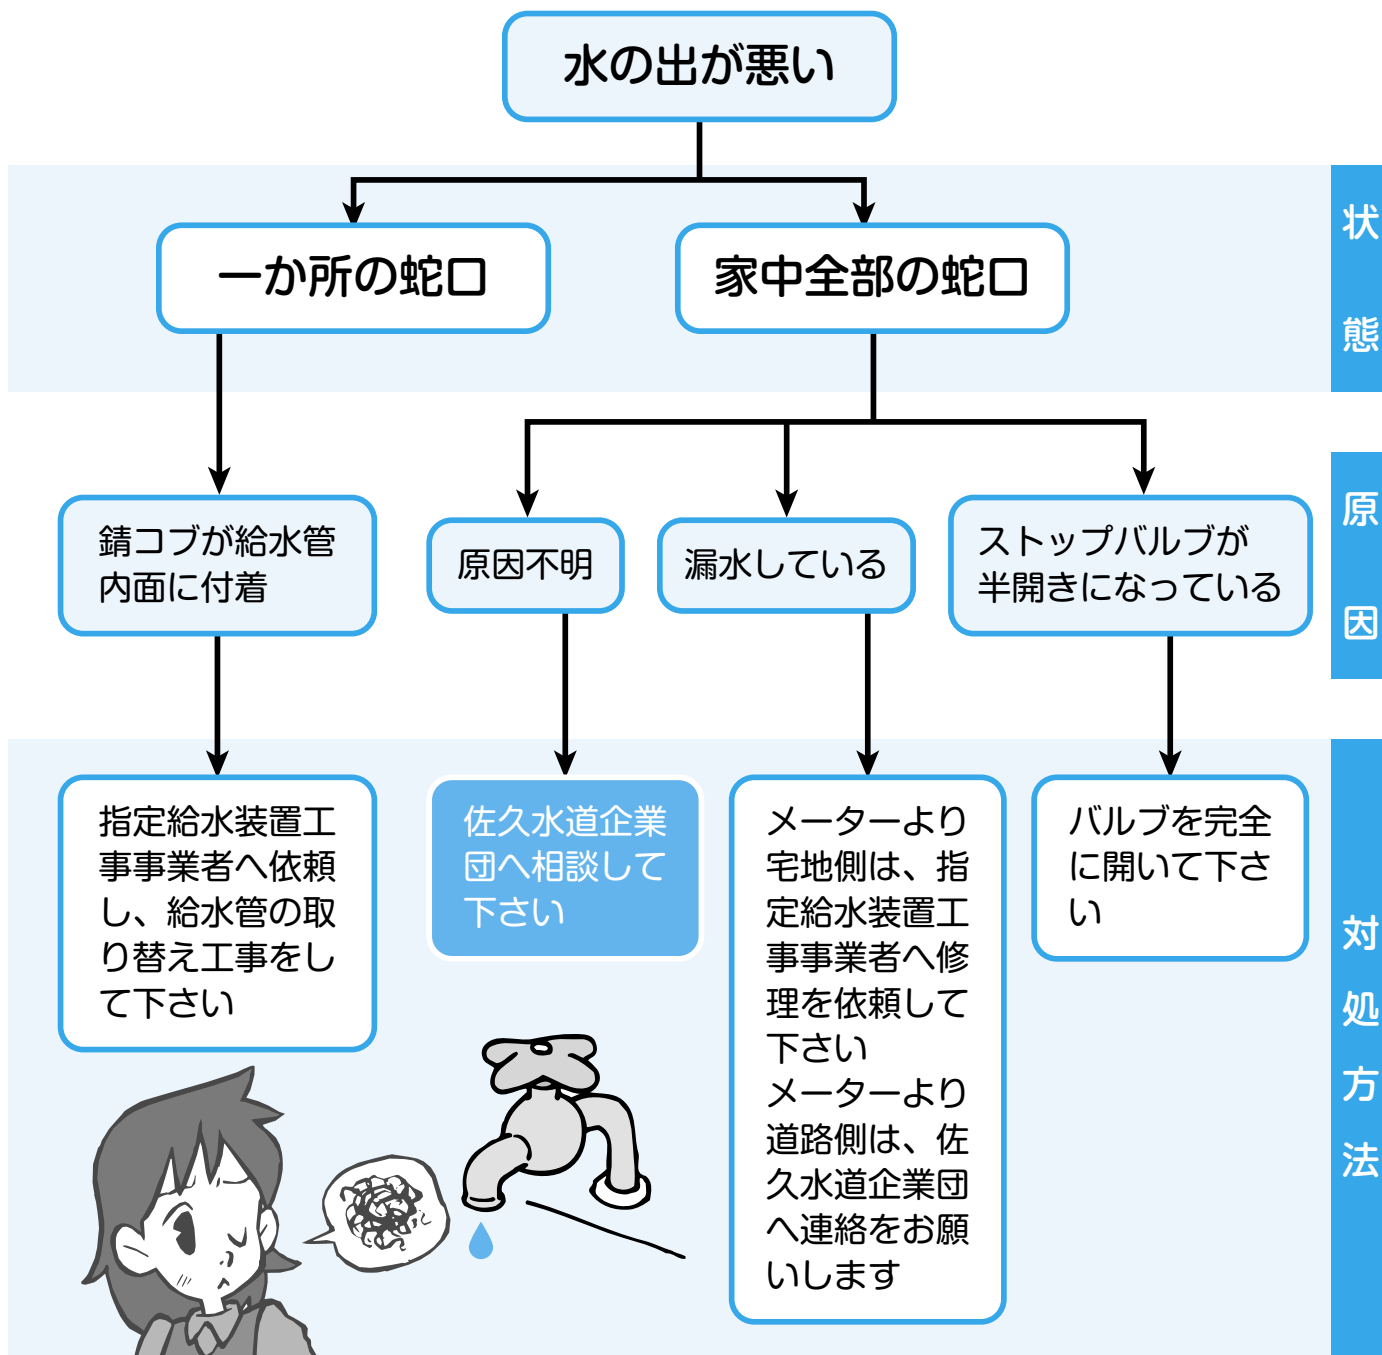 水の出が悪い
状態
一か所の蛇口
家中全部の蛇口
原因
錆コブが給水管
内面に付着
原因不明
漏水している
ストップバルブが
半開きになっている
対処方法
指定給水装置工
事事業者へ依頼
し、給水管の取
り替え工事をし
て下さい
佐久水道企業
団へ相談して
下さい
メーターより
宅地側は、指
定給水装置工
事事業者へ修
理を依頼して
下さい
メーターより
道路側は、佐
久水道企業団
へ連絡をお願
いします
バルブを完全
に開いて下さ
い